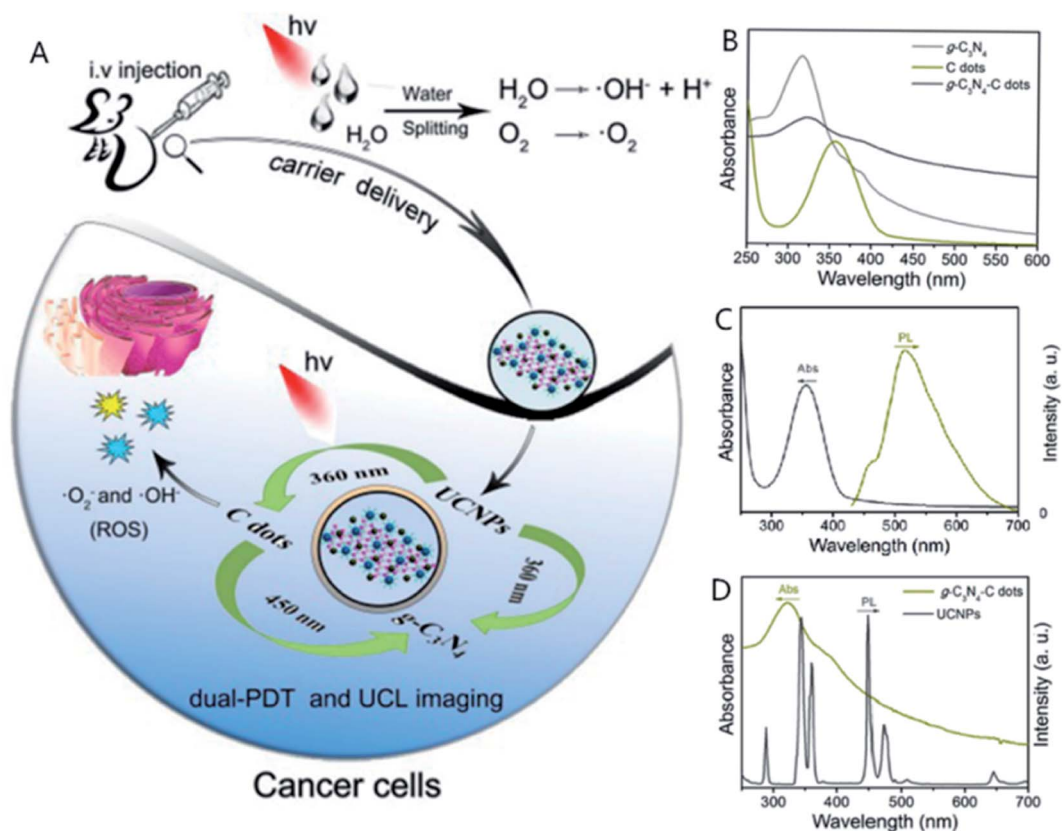 A
i.v injection
hv
H₂O
Water
Splitting
H₂O → ·OH⁻ + H⁺
O₂ → ·O₂
carrier delivery
hv
360 nm
UCNPs
C dots
360 nm
450 nm
g-C₃N₄
·O₂⁻ and ·OH⁻
(ROS)
dual-PDT and UCL imaging
Cancer cells
B
g-C₃N₄
C dots
g-C₃N₄-C dots
Absorbance
250 300 350 400 450 500 550 600
Wavelength (nm)
C
Abs
PL
Absorbance
Intensity (a. u.)
0
300 400 500 600 700
Wavelength (nm)
D
Abs
PL
g-C₃N₄-C dots
UCNPs
Absorbance
Intensity (a. u.)
300 400 500 600 700
Wavelength (nm)